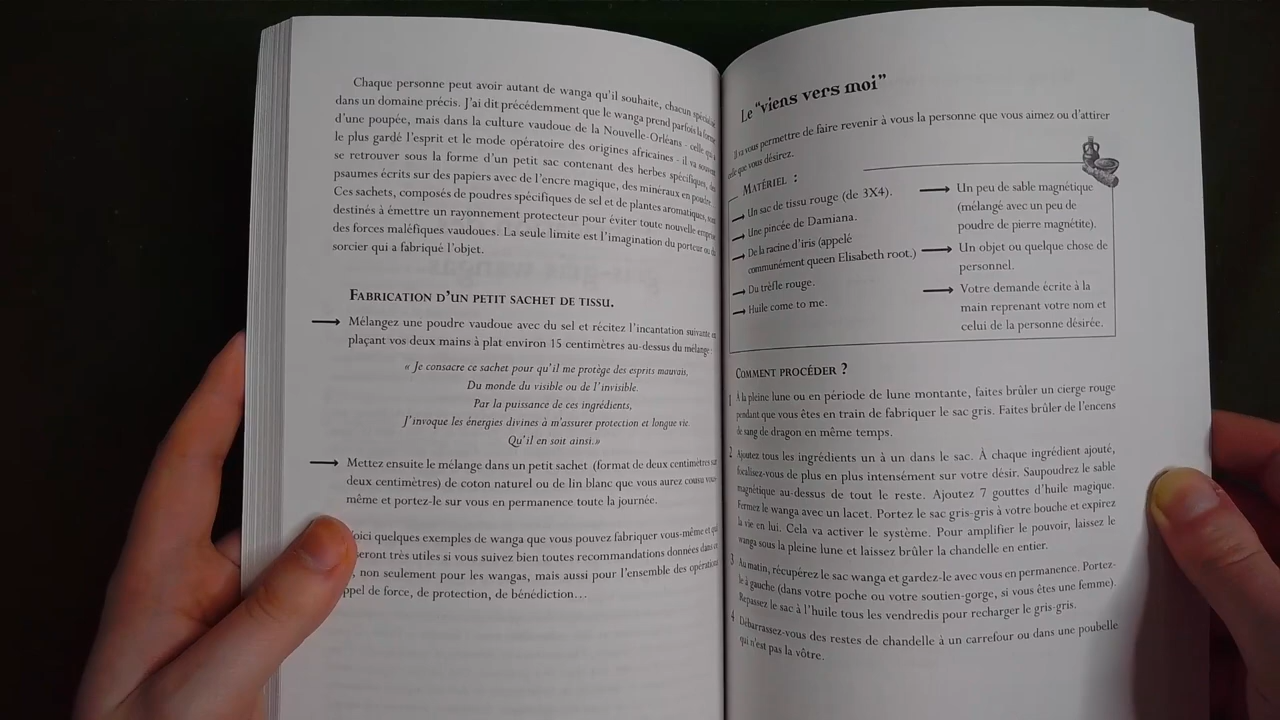 Chaque personne peut avoir autant de wanga qu'il souhaite, chacun
dans un domaine précis. J'ai dit précédemment que le wanga prend parfois la forme
d'une poupée, mais dans la culture vaudoue de la Nouvelle-Orléans - celle qui a
le plus gardé l'esprit et le mode opératoire des origines africaines - il va souvent
se retrouver sous la forme d'un petit sac contenant des herbes spécifiques, des
psaumes écrits sur des papiers avec de l'encre magique, des minéraux en poudre.
Ces sachets, composés de poudres spécifiques de sel et de plantes aromatiques, sont
destinés à émettre un rayonnement protecteur pour éviter toute nouvelle emprise
des forces maléfiques vaudoues. La seule limite est l'imagination du porteur ou du
sorcier qui a fabriqué l'objet.
FABRICATION D'UN PETIT SACHET DE TISSU.
Mélangez une poudre vaudoue avec du sel et récitez l'incantation suivante en
plaçant vos deux mains à plat environ 15 centimètres au-dessus du mélange :
« Je consacre ce sachet pour qu'il me protège des esprits mauvais,
Du monde du visible ou de l'invisible.
Par la puissance de ces ingrédients,
J'invoque les énergies divines à m'assurer protection et longue vie.
Qu'il en soit ainsi.»
Mettez ensuite le mélange dans un petit sachet (format de deux centimètres sur
deux centimètres) de coton naturel ou de lin blanc que vous aurez cousu vous-
même et portez-le sur vous en permanence toute la journée.
Voici quelques exemples de wanga que vous pouvez fabriquer vous-même et qui
seront très utiles si vous suivez bien toutes recommandations données dans ce
non seulement pour les wangas, mais aussi pour l'ensemble des opérations
de force, de protection, de bénédiction…
Le "viens vers moi"
Il va vous permettre de faire revenir à vous la personne que vous aimez ou d'attirer
celle que vous désirez.
MATÉRIEL :
Un sac de tissu rouge (de 3X4).
Une pincée de Damiana.
De la racine d'iris (appelé
communément queen Elisabeth root.)
Du trèfle rouge.
Huile come to me.
Un peu de sable magnétique
(mélangé avec un peu de
poudre de pierre magnétite).
Un objet ou quelque chose de
personnel.
Votre demande écrite à la
main reprenant votre nom et
celui de la personne désirée.
COMMENT PROCÉDER ?
1 À la pleine lune ou en période de lune montante, faites brûler un cierge rouge
pendant que vous êtes en train de fabriquer le sac gris. Faites brûler de l'encens
de sang de dragon en même temps.
2 Ajoutez tous les ingrédients un à un dans le sac. À chaque ingrédient ajouté,
focalisez-vous de plus en plus intensément sur votre désir. Saupoudrez le sable
magnétique au-dessus de tout le reste. Ajoutez 7 gouttes d'huile magique.
Fermez le wanga avec un lacet. Portez le sac gris-gris à votre bouche et expirez
la vie en lui. Cela va activer le système. Pour amplifier le pouvoir, laissez le
wanga sous la pleine lune et laissez brûler la chandelle en entier.
3 Au matin, récupérez le sac wanga et gardez-le avec vous en permanence. Portez-
le à gauche (dans votre poche ou votre soutien-gorge, si vous êtes une femme).
Repassez le sac à l'huile tous les vendredis pour recharger le gris-gris.
4 Débarrassez-vous des restes de chandelle à un carrefour ou dans une poubelle
qui n'est pas la vôtre.